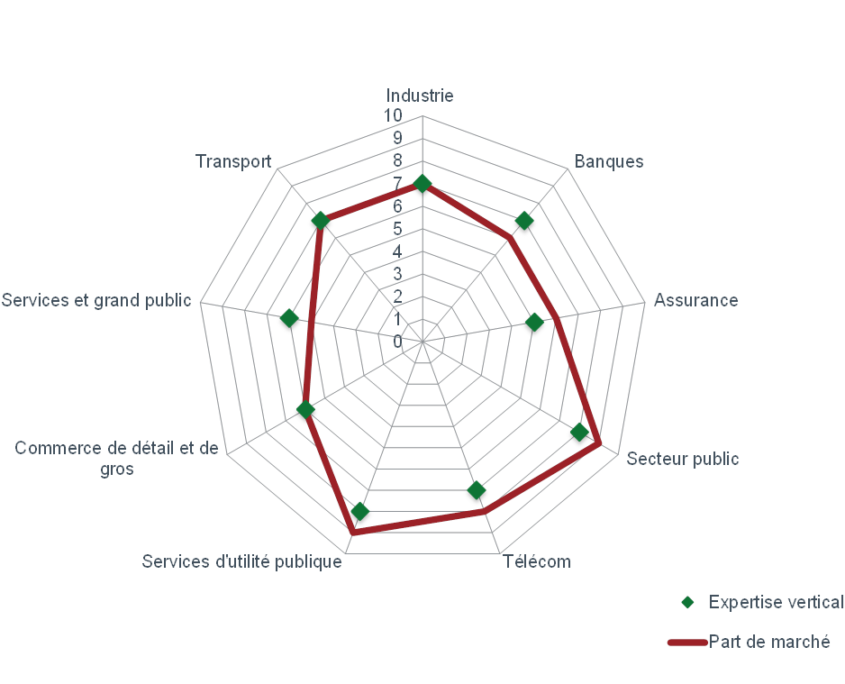 Industrie
10
9
8
7
6
5
4
3
2
1
0
Transport
Banques
Services et grand public
Assurance
Commerce de détail et de
gros
Secteur public
Services d'utilité publique
Télécom
Expertise vertical
Part de marché